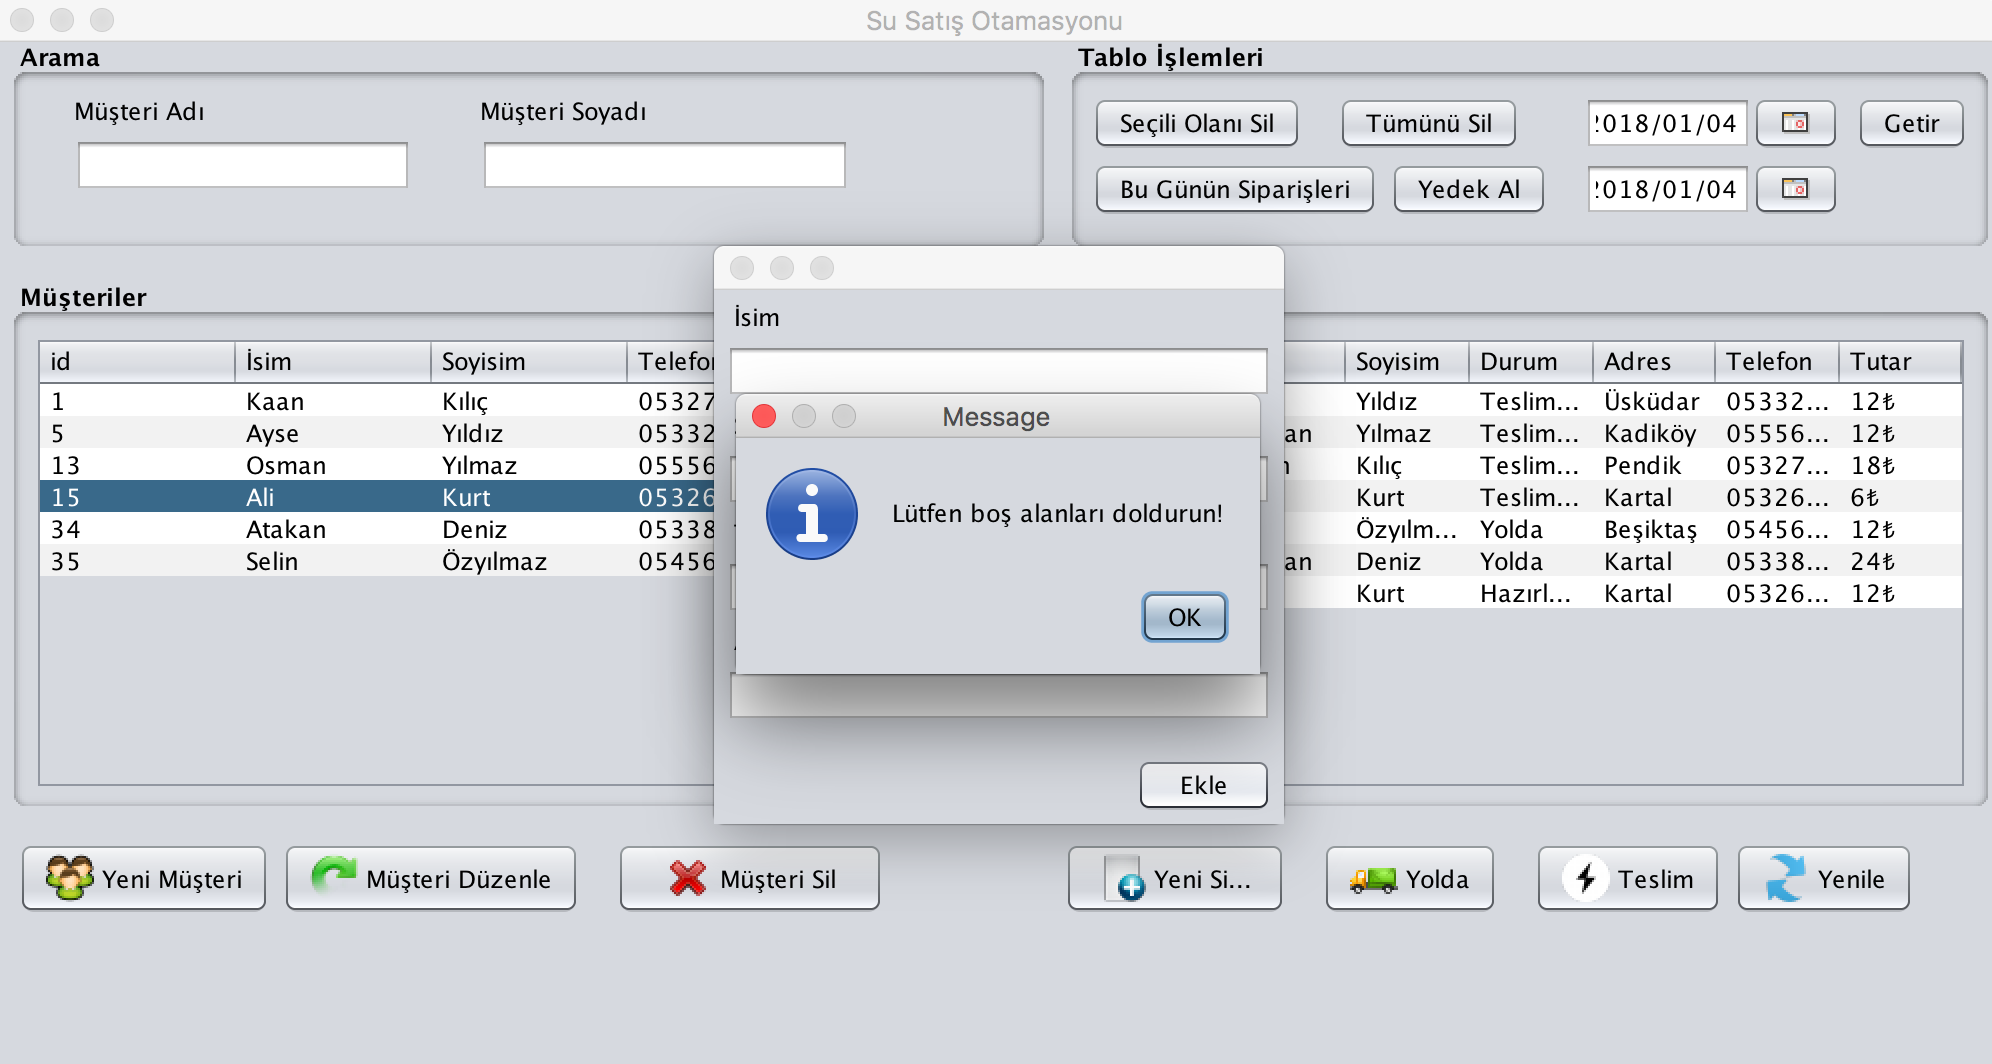 Su Satış Otamasyonu
Arama
Müşteri Adı Müşteri Soyadı
Tablo İşlemleri
Seçili Olanı Sil Tümünü Sil 2018/01/04 Getir
Bu Günün Siparişleri Yedek Al 2018/01/04
Müşteriler
id İsim Soyisim
1 Kaan Kılıç 05327
5 Ayse Yıldız 05332
13 Osman Yılmaz 05556
15 Ali Kurt 05326
34 Atakan Deniz 05338
35 Selin Özyılmaz 05456
İsim
Message
Lütfen boş alanları doldurun!
OK
Ekle
Soyisim Durum Adres Telefon Tutar
Yıldız Teslim... Üsküdar 05332... 12₺
an Yılmaz Teslim... Kadiköy 05556... 12₺
Kılıç Teslim... Pendik 05327... 18₺
Kurt Teslim... Kartal 05326... 6₺
Özyılm... Yolda Beşiktaş 05456... 12₺
an Deniz Yolda Kartal 05338... 24₺
Kurt Hazırl... Kartal 05326... 12₺
Yeni Müşteri Müşteri Düzenle Müşteri Sil Yeni Si... Yolda Teslim Yenile